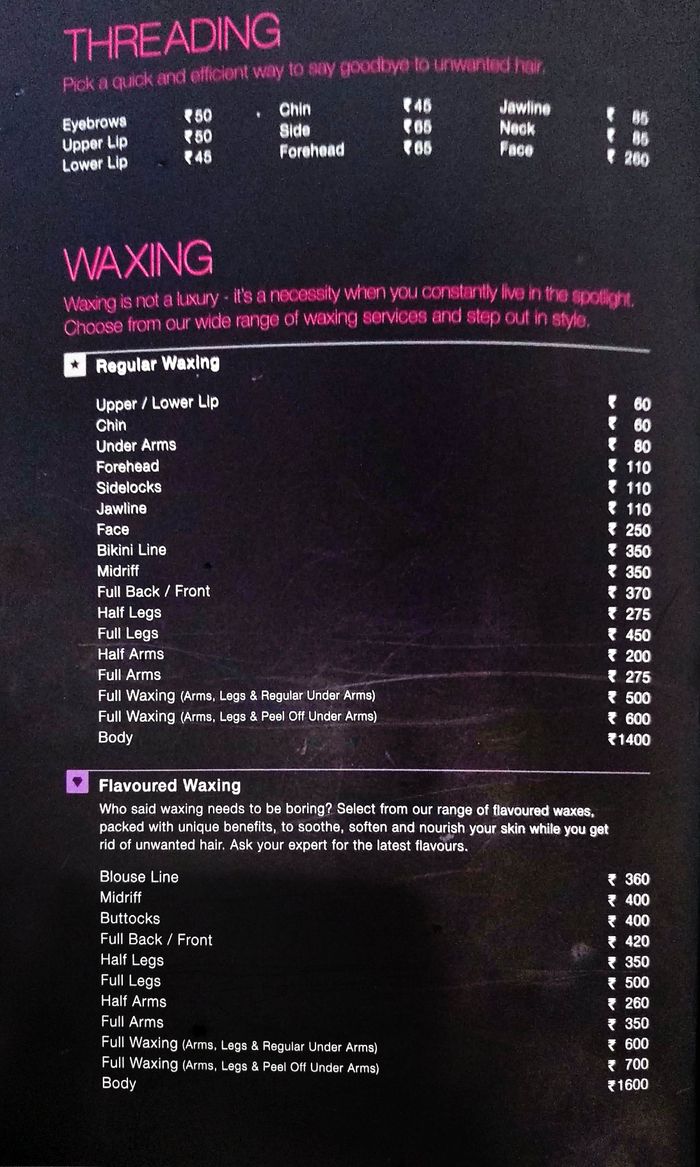 THREADING
Pick a quick and efficient way to say goodbye to unwanted hair.
Eyebrows ₹50 Chin ₹45 Jawline ₹ 85
Upper Lip ₹50 Side ₹65 Neck ₹ 85
Lower Lip ₹45 Forehead ₹65 Face ₹ 260
WAXING
Waxing is not a luxury - it's a necessity when you constantly live in the spotlight.
Choose from our wide range of waxing services and step out in style.
Regular Waxing
Upper / Lower Lip ₹ 60
Chin ₹ 60
Under Arms ₹ 80
Forehead ₹ 110
Sidelocks ₹ 110
Jawline ₹ 110
Face ₹ 250
Bikini Line ₹ 350
Midriff ₹ 350
Full Back / Front ₹ 370
Half Legs ₹ 275
Full Legs ₹ 450
Half Arms ₹ 200
Full Arms ₹ 275
Full Waxing (Arms, Legs & Regular Under Arms) ₹ 500
Full Waxing (Arms, Legs & Peel Off Under Arms) ₹ 600
Body ₹1400
Flavoured Waxing
Who said waxing needs to be boring? Select from our range of flavoured waxes,
packed with unique benefits, to soothe, soften and nourish your skin while you get
rid of unwanted hair. Ask your expert for the latest flavours.
Blouse Line ₹ 360
Midriff ₹ 400
Buttocks ₹ 400
Full Back / Front ₹ 420
Half Legs ₹ 350
Full Legs ₹ 500
Half Arms ₹ 260
Full Arms ₹ 350
Full Waxing (Arms, Legs & Regular Under Arms) ₹ 600
Full Waxing (Arms, Legs & Peel Off Under Arms) ₹ 700
Body ₹1600